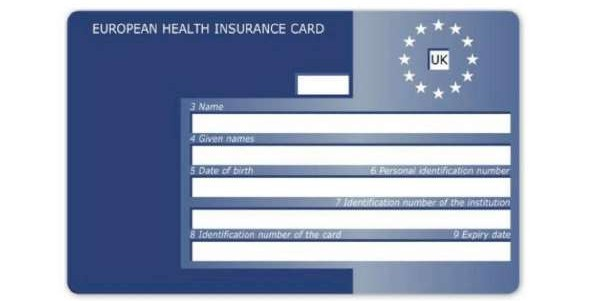 EUROPEAN HEALTH INSURANCE CARD
UK
3 Name
4 Given names
5 Date of birth 6 Personal identification number
7 Identification number of the institution
8 Identification number of the card 9 Expiry date